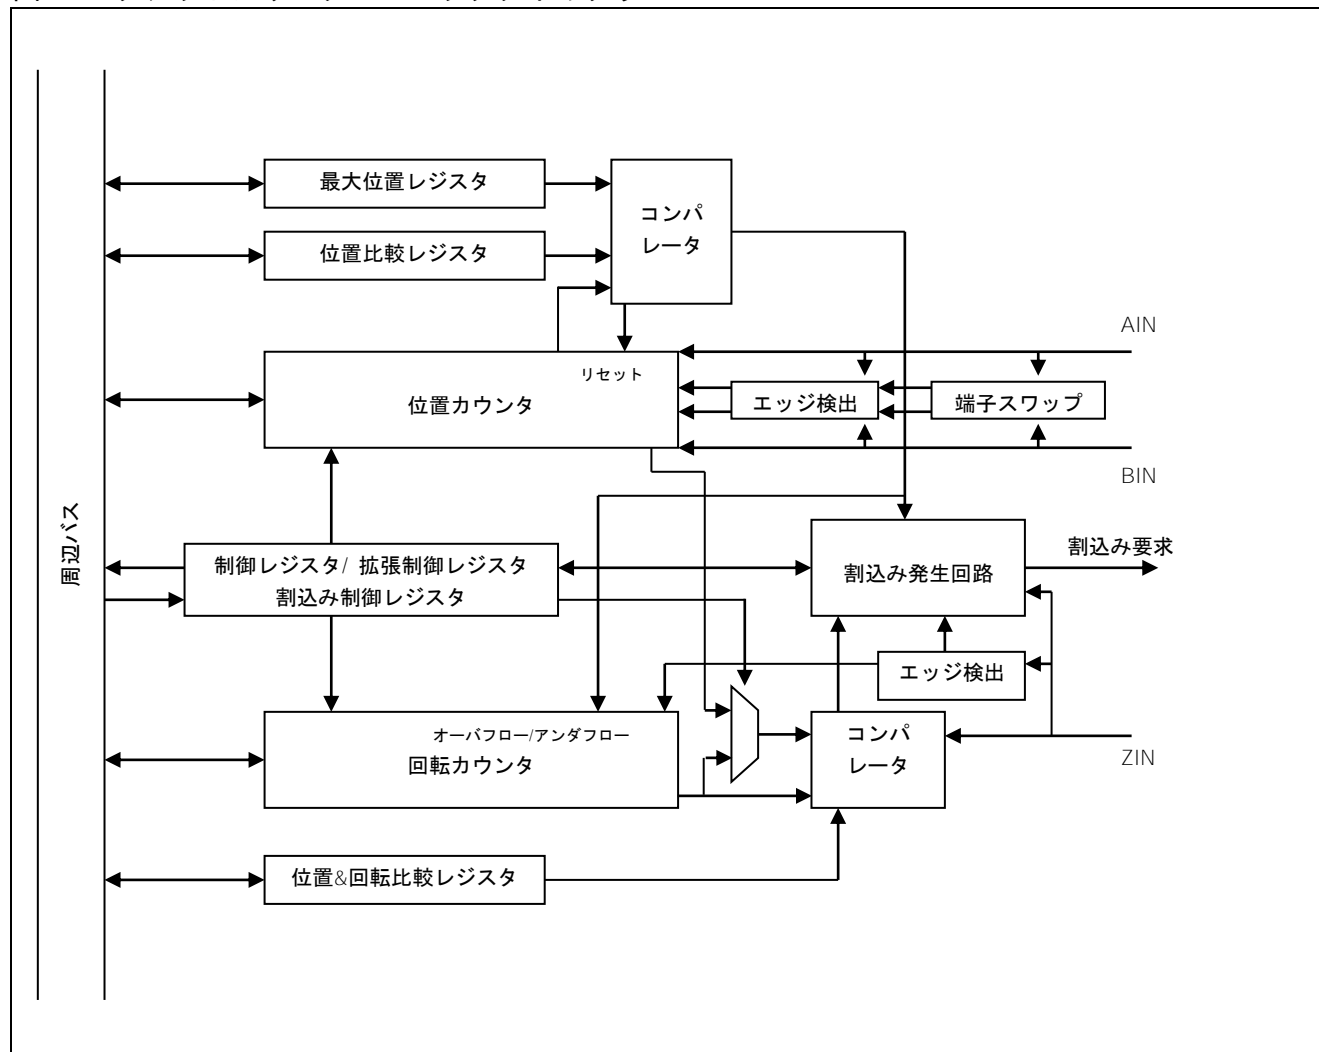 最大位置レジスタ
コンパ
レータ
位置比較レジスタ
AIN
リセット
位置カウンタ
エッジ検出
端子スワップ
BIN
周辺バス
制御レジスタ/ 拡張制御レジスタ
割込み制御レジスタ
割込み発生回路
割込み要求
エッジ検出
オーバフロー/アンダフロー
回転カウンタ
コンパ
レータ
ZIN
位置&回転比較レジスタ